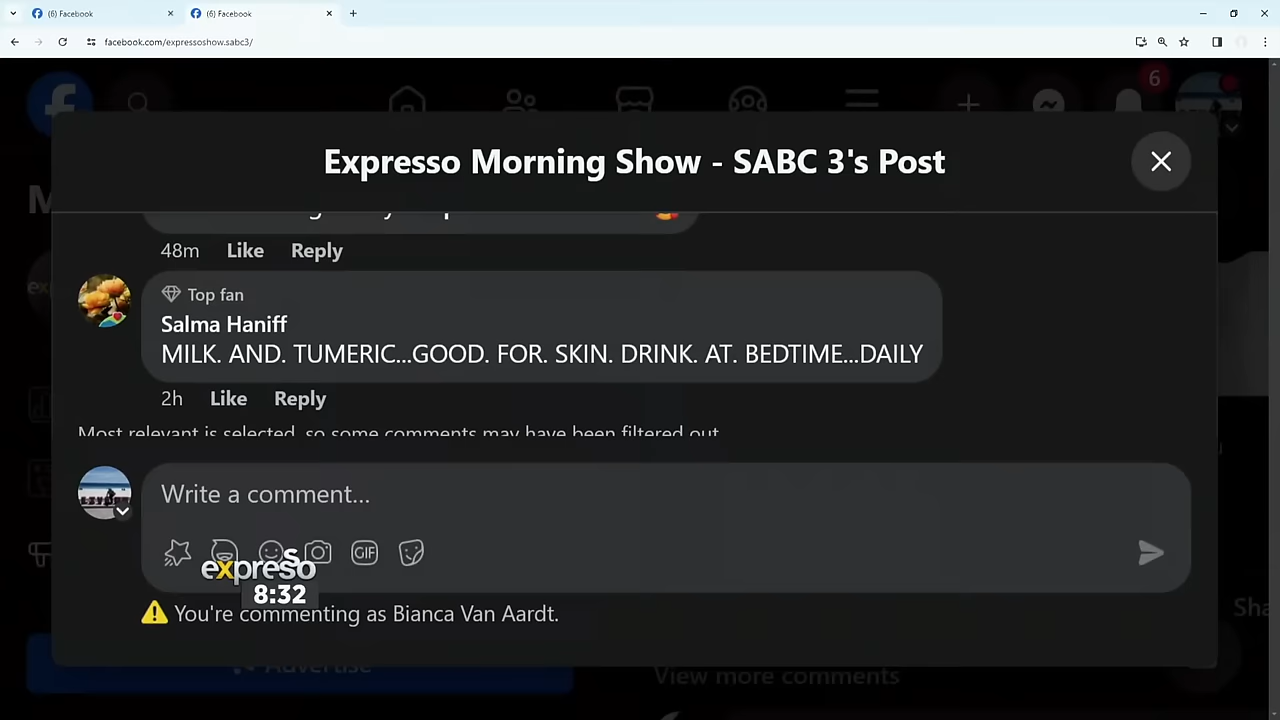 (6) Facebook
(6) Facebook
facebook.com/expressoshow.sabc3/
6
Expresso Morning Show - SABC 3's Post
48m Like Reply
Top fan
Salma Haniff
MILK. AND. TUMERIC...GOOD. FOR. SKIN. DRINK. AT. BEDTIME...DAILY
2h Like Reply
Most relevant is selected, so some comments may have been filtered out.
Write a comment...
GIF
expresso
8:32
You're commenting as Bianca Van Aardt.
Advertise
View more comments